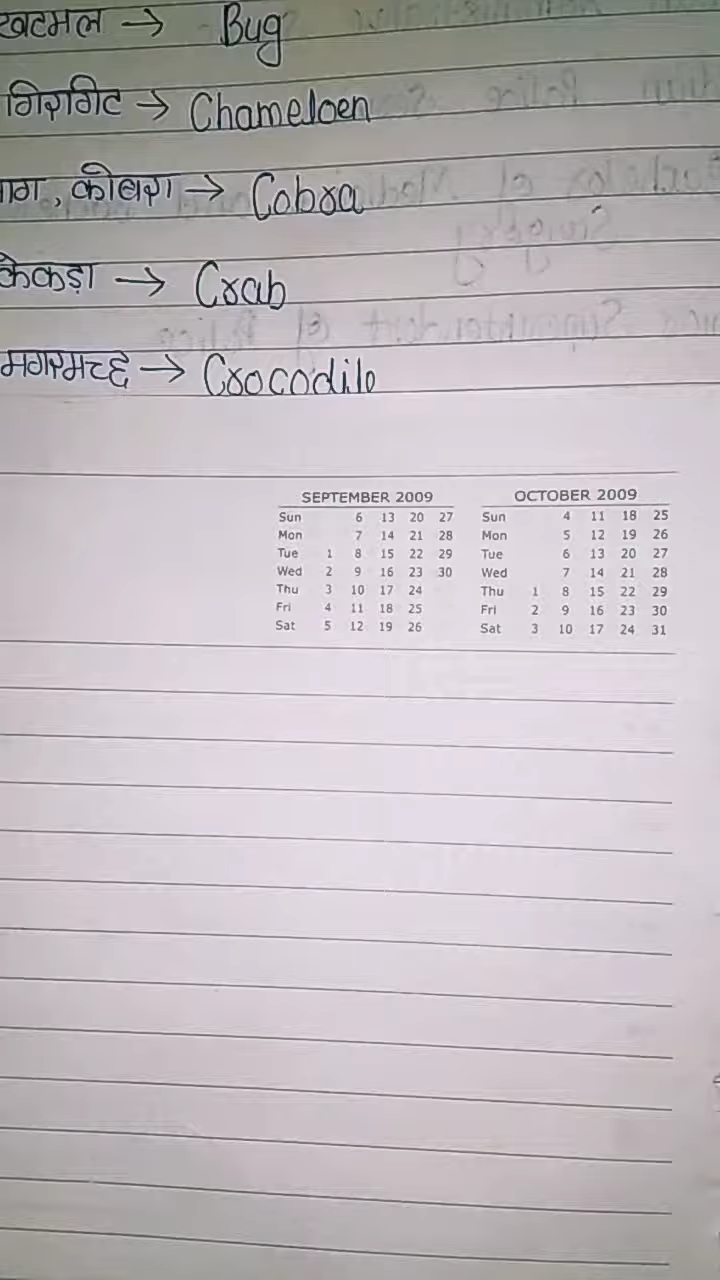 खटमल → Bug
गिरगिट → Chameloen
नाग, कोबरा → Cobra
केकड़ा → Crab
मगरमच्छ → Crocodile
SEPTEMBER 2009 OCTOBER 2009
Sun 6 13 20 27 Sun 4 11 18 25
Mon 7 14 21 28 Mon 5 12 19 26
Tue 1 8 15 22 29 Tue 6 13 20 27
Wed 2 9 16 23 30 Wed 7 14 21 28
Thu 3 10 17 24 Thu 1 8 15 22 29
Fri 4 11 18 25 Fri 2 9 16 23 30
Sat 5 12 19 26 Sat 3 10 17 24 31